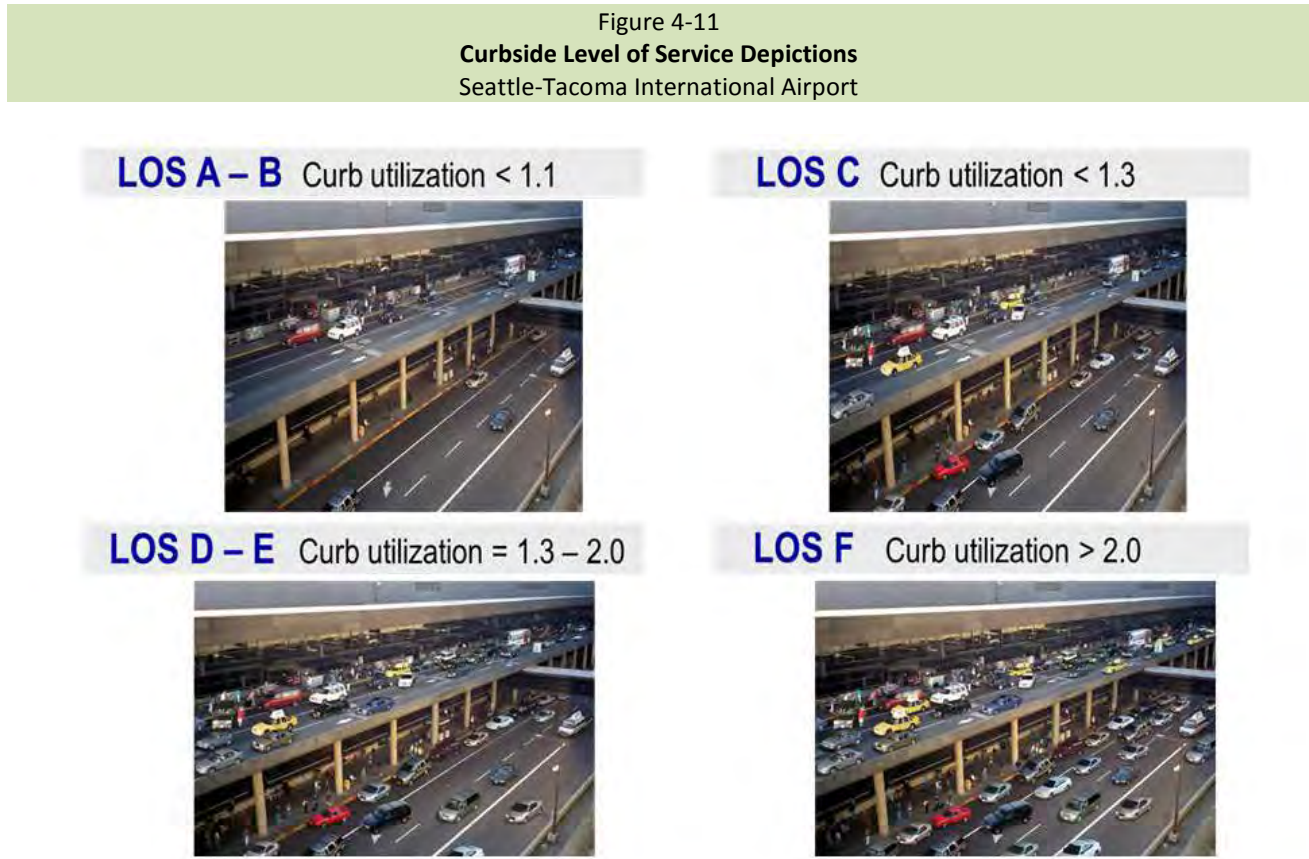 Figure 4-11
Curbside Level of Service Depictions
Seattle-Tacoma International Airport
LOS A – B Curb utilization < 1.1
LOS C Curb utilization < 1.3
LOS D – E Curb utilization = 1.3 – 2.0
LOS F Curb utilization > 2.0